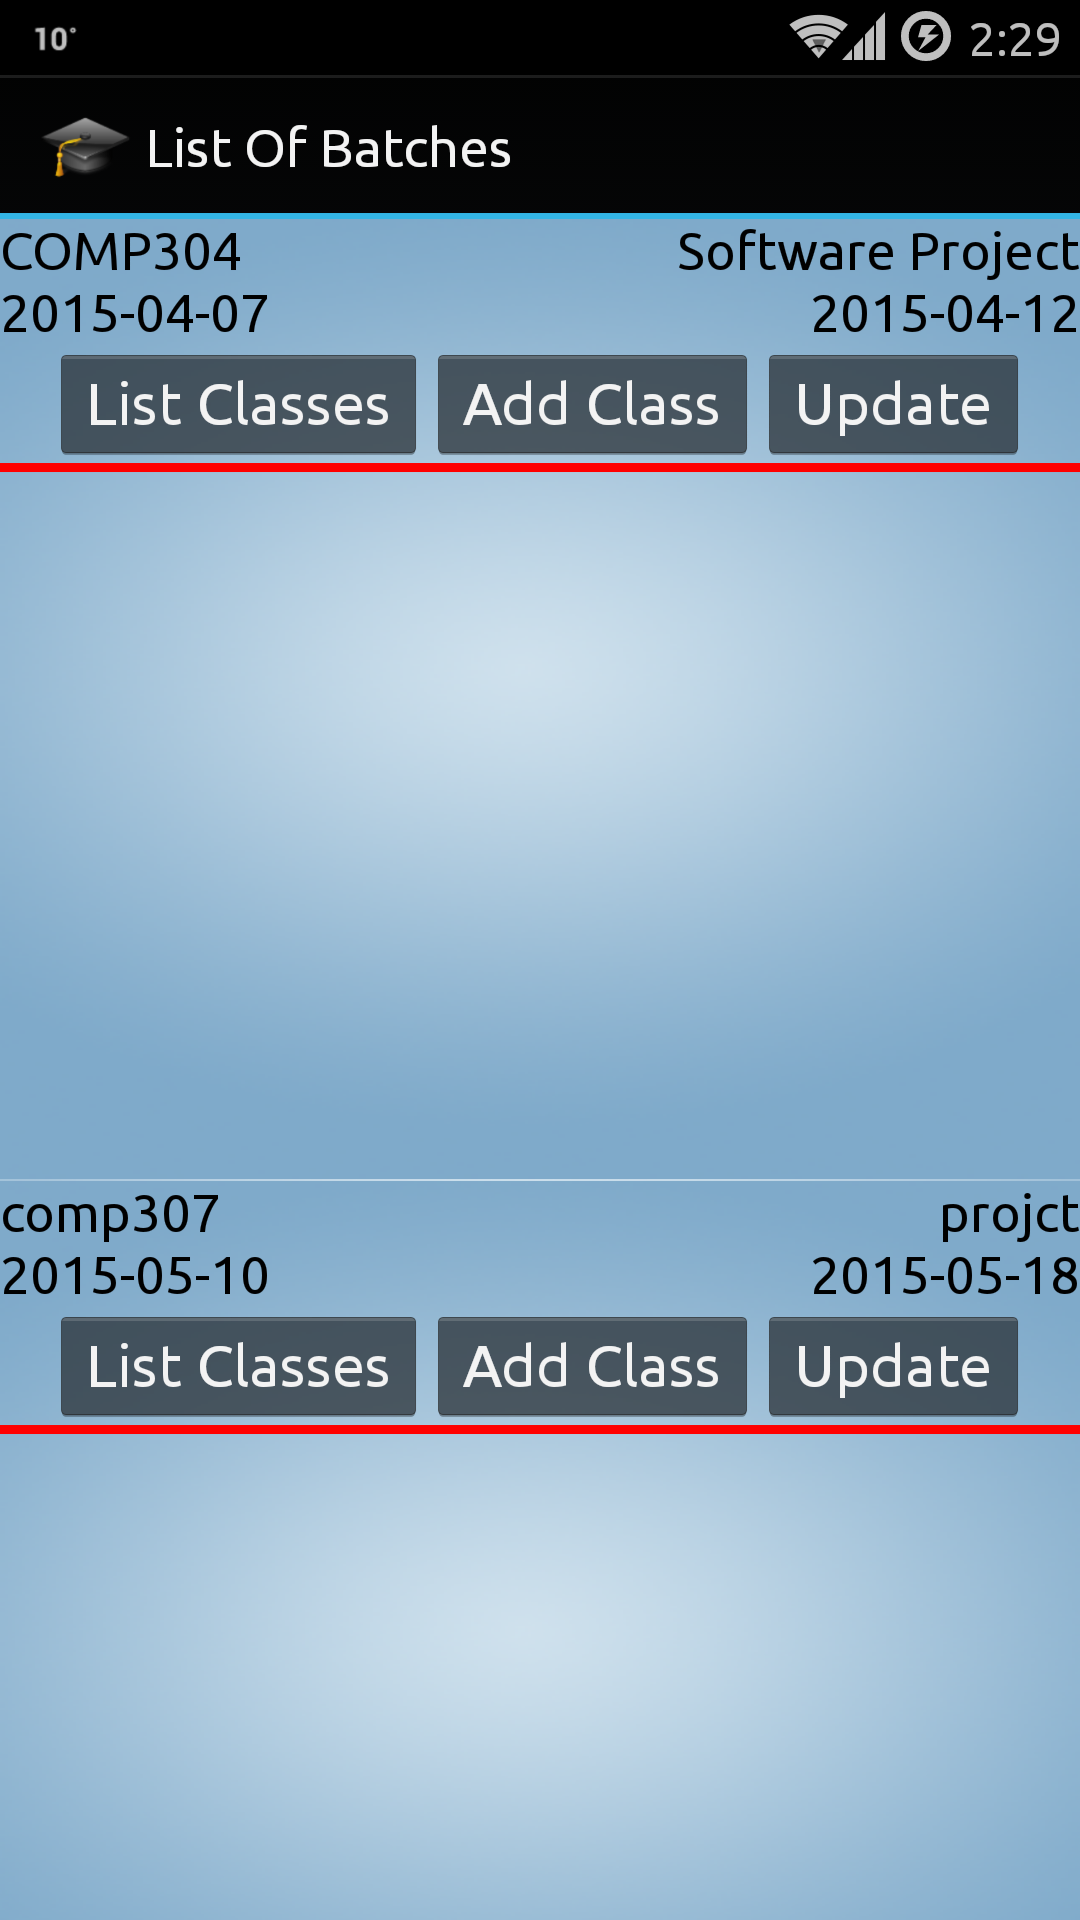 10° 2:29
List Of Batches
COMP304 Software Project
2015-04-07 2015-04-12
List Classes Add Class Update
comp307 projct
2015-05-10 2015-05-18
List Classes Add Class Update